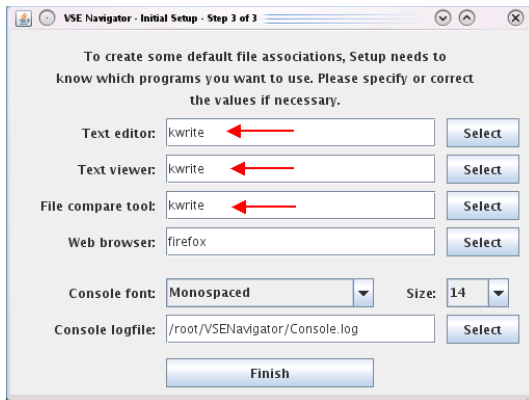 VSE Navigator - Initial Setup - Step 3 of 3
To create some default file associations, Setup needs to
know which programs you want to use. Please specify or correct
the values if necessary.
Text editor: kwrite Select
Text viewer: kwrite Select
File compare tool: kwrite Select
Web browser: firefox Select
Console font: Monospaced Size: 14
Console logfile: /root/VSENavigator/Console.log Select
Finish